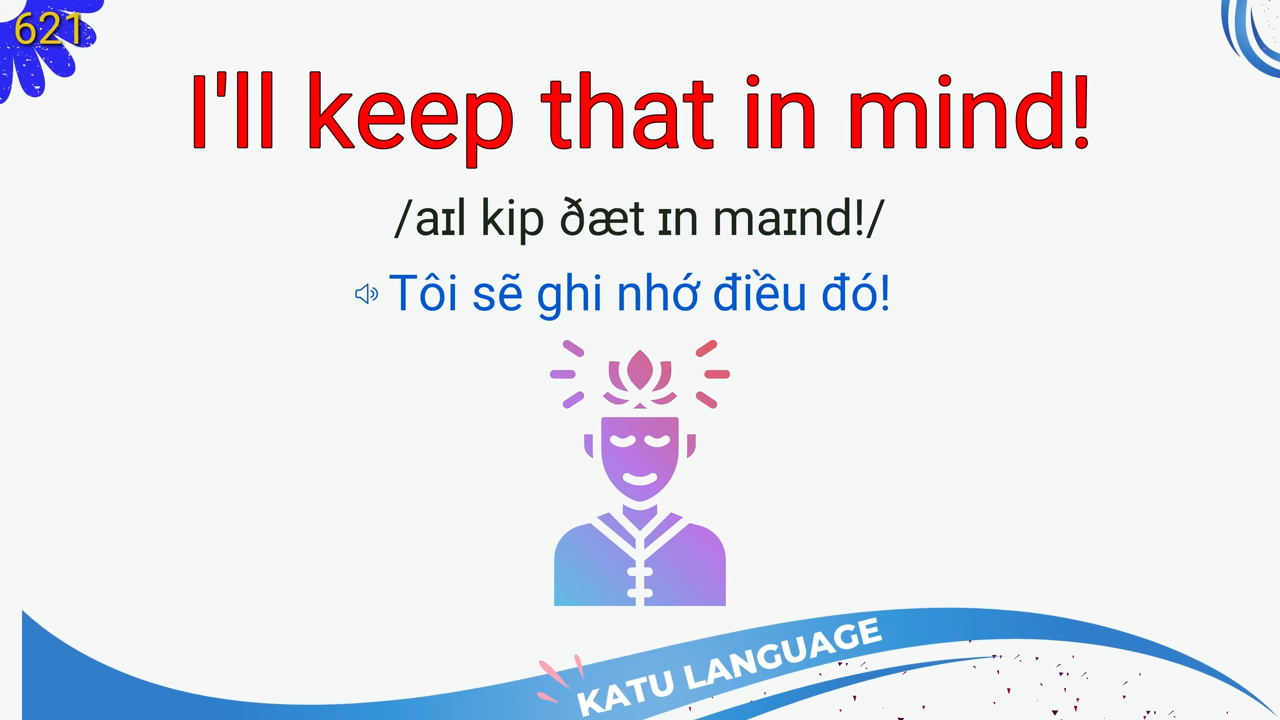 621
I'll keep that in mind!
/aɪl kip ðæt ɪn maɪnd!/
Tôi sẽ ghi nhớ điều đó!
KATU LANGUAGE